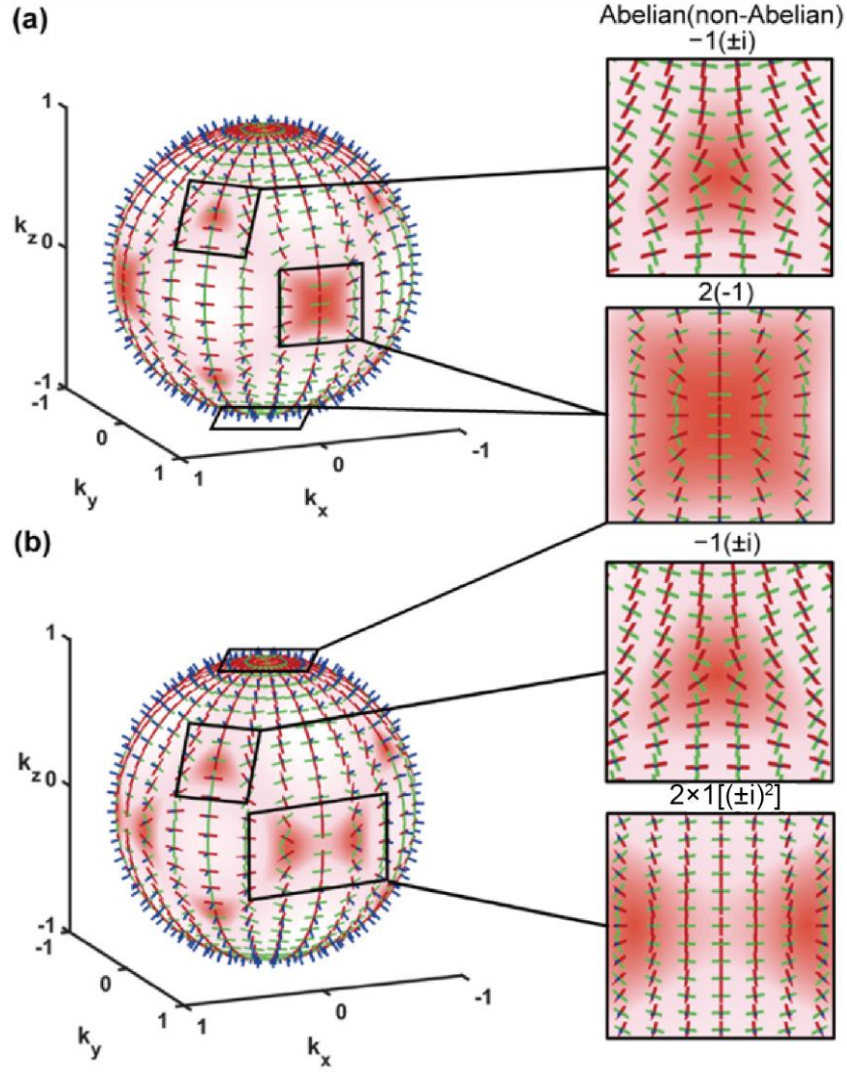 (a)
Abelian(non-Abelian)
−1(±i)
1
k_z 0
-1
-1
0
1
k_y
1
0
-1
k_x
2(-1)
(b)
−1(±i)
1
k_z 0
-1
-1
0
1
k_y
1
0
-1
k_x
2×1[(±i)²]